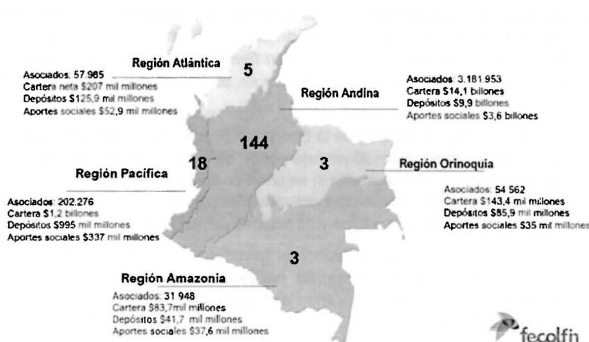 Región Atlántica
Asociados: 57.985
Cartera neta $207 mil millones
Depósitos $125,9 mil millones
Aportes sociales $52,9 mil millones
5
Región Andina
Asociados: 3.181.953
Cartera $14,1 billones
Depósitos $9,9 billones
Aportes sociales $3,6 billones
144
18
Región Pacífica
Asociados: 202.276
Cartera $1,2 billones
Depósitos $995 mil millones
Aportes sociales $337 mil millones
3
Región Orinoquia
Asociados: 54 562
Cartera $143,4 mil millones
Depósitos $85,9 mil millones
Aportes sociales $35 mil millones
3
Región Amazonia
Asociados: 31 948
Cartera $83,7mil millones
Depósitos $41,7 mil millones
Aportes sociales $37,6 mil millones
fecolfin